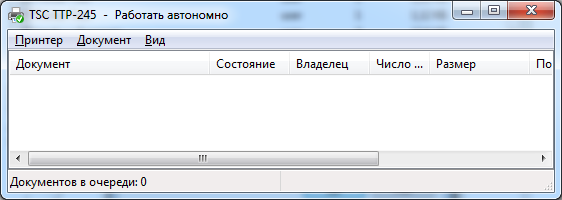 TSC TTP-245 - Работать автономно
Принтер Документ Вид
Документ Состояние Владелец Число ... Размер По
Документов в очереди: 0